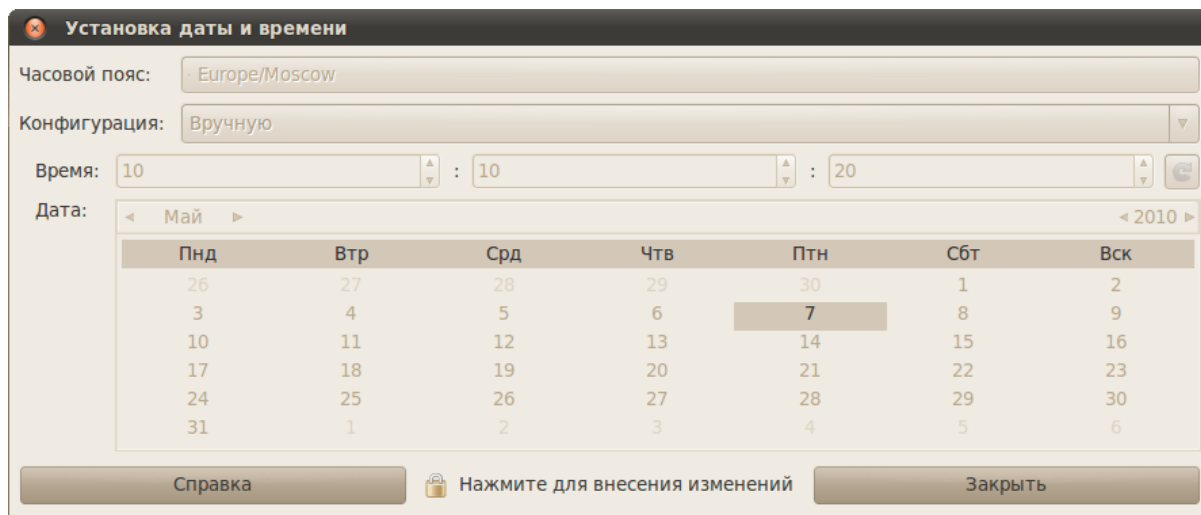 Установка даты и времени
Часовой пояс: Europe/Moscow
Конфигурация: Вручную
Время: 10 : 10 : 20
Дата: Май 2010
Пнд Втр Срд Чтв Птн Сбт Вск
26 27 28 29 30 1 2
3 4 5 6 7 8 9
10 11 12 13 14 15 16
17 18 19 20 21 22 23
24 25 26 27 28 29 30
31 1 2 3 4 5 6
Справка Нажмите для внесения изменений Закрыть